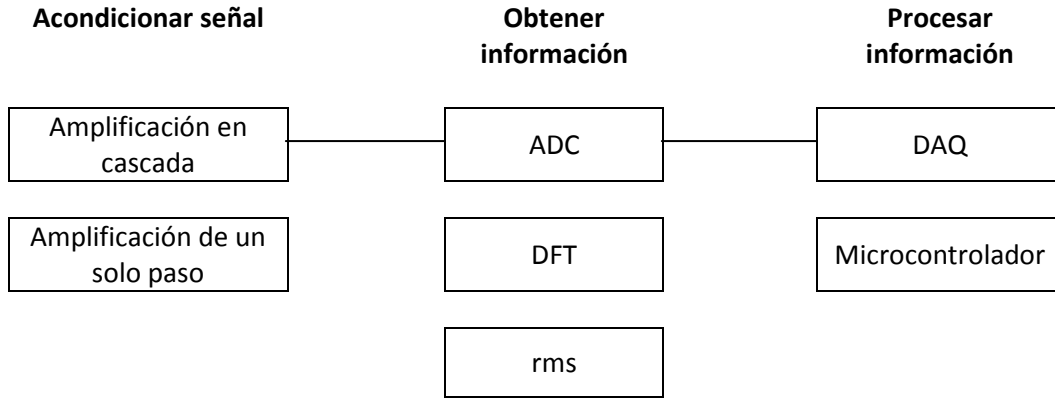 Acondicionar señal
Obtener
información
Procesar
información
Amplificación en
cascada
ADC
DAQ
Amplificación de un
solo paso
DFT
Microcontrolador
rms